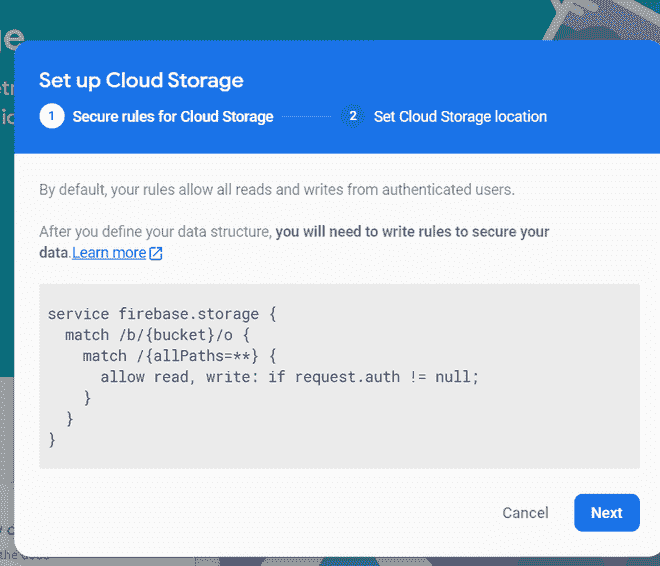 Set up Cloud Storage
1 Secure rules for Cloud Storage 2 Set Cloud Storage location
By default, your rules allow all reads and writes from authenticated users.
After you define your data structure, you will need to write rules to secure your
data.Learn more
service firebase.storage {
  match /b/{bucket}/o {
    match /{allPaths=**} {
      allow read, write: if request.auth != null;
    }
  }
}
Cancel Next